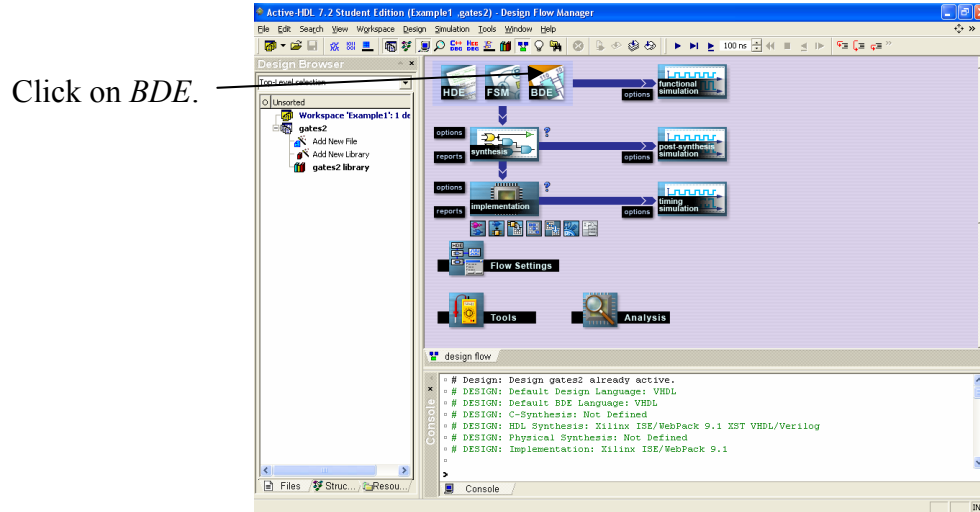 Active-HDL 7.2 Student Edition (Example1 ,gates2) - Design Flow Manager
File Edit Search View Workspace Design Simulation Tools Window Help
100 ns
Click on BDE.
Design Browser
Top-Level selection
Unsorted
Workspace 'Example1': 1 de
gates2
Add New File
Add New Library
gates2 library
Files Struc... Resou...
HDE FSM BDE
options
functional simulation
options
reports
synthesis
options
post-synthesis simulation
options
reports
implementation
options
timing simulation
Flow Settings
Tools
Analysis
design flow
Console
# Design: Design gates2 already active.
# DESIGN: Default Design Language: VHDL
# DESIGN: Default BDE Language: VHDL
# DESIGN: C-Synthesis: Not Defined
# DESIGN: HDL Synthesis: Xilinx ISE/WebPack 9.1 XST VHDL/Verilog
# DESIGN: Physical Synthesis: Not Defined
# DESIGN: Implementation: Xilinx ISE/WebPack 9.1
>
Console